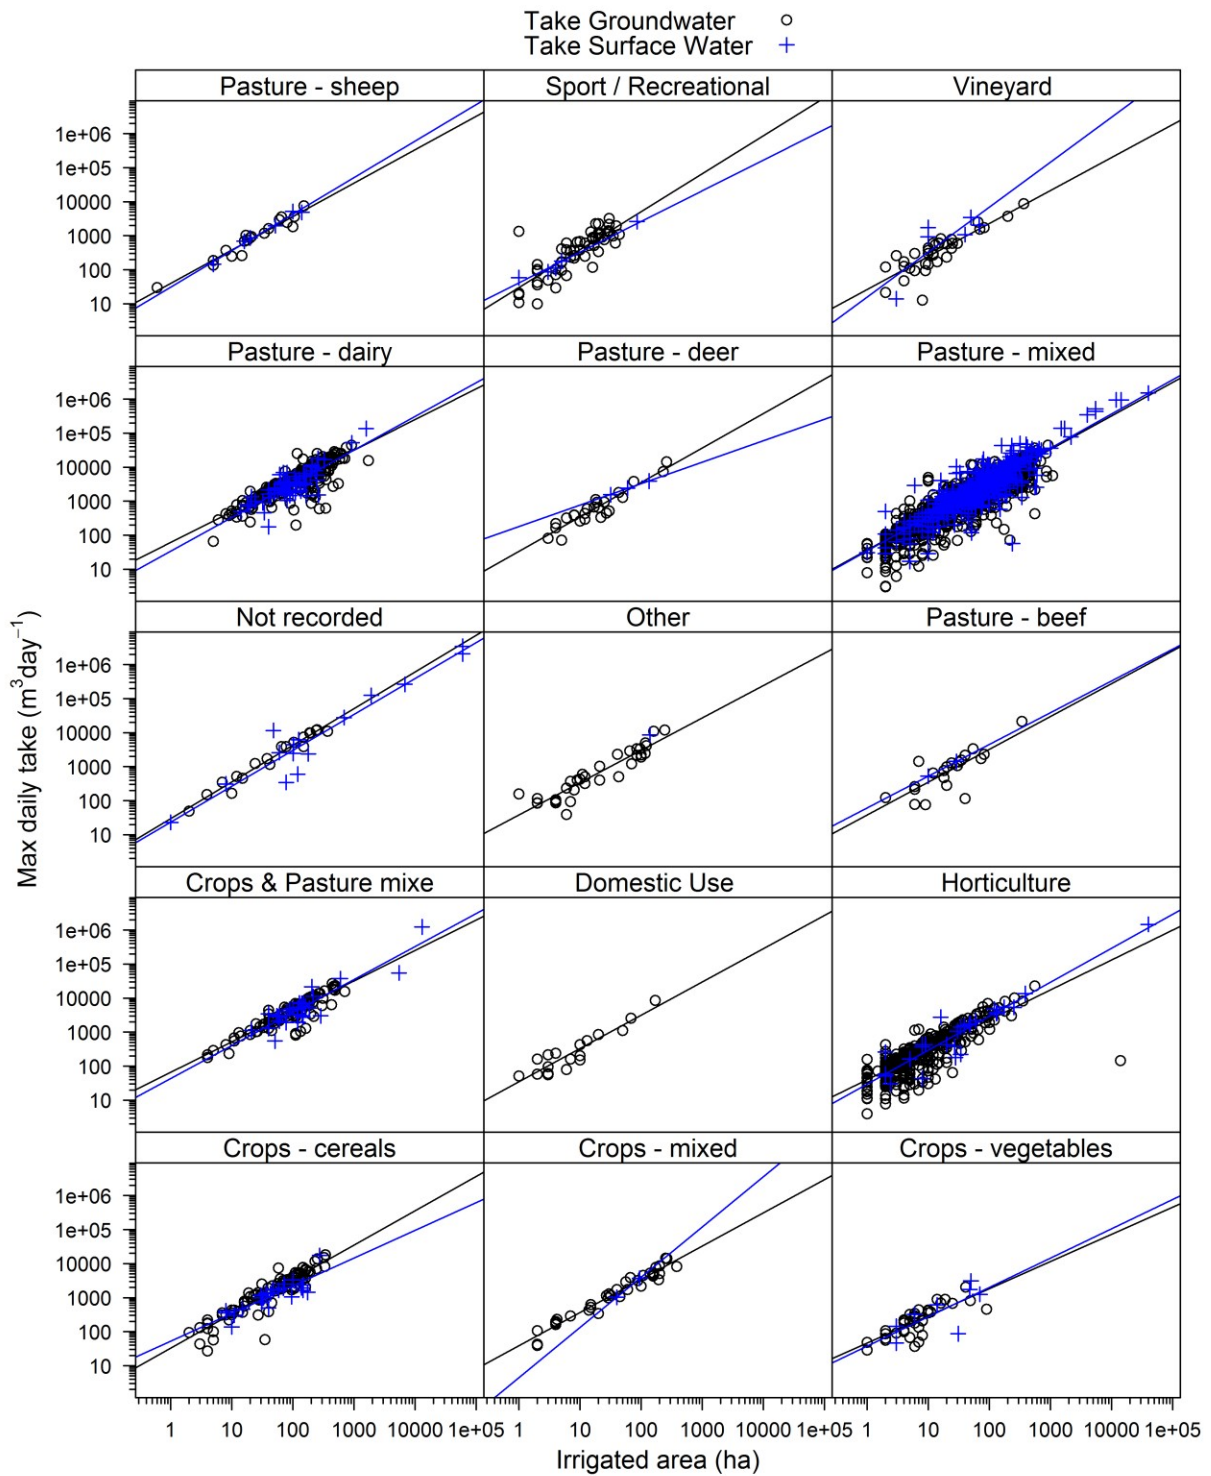 Take Groundwater
Take Surface Water
Pasture - sheep Sport / Recreational Vineyard
1e+06
1e+05
10000
1000
100
10
Pasture - dairy Pasture - deer Pasture - mixed
1e+06
1e+05
10000
1000
100
10
Not recorded Other Pasture - beef
1e+06
1e+05
10000
1000
100
10
Crops & Pasture mixe Domestic Use Horticulture
1e+06
1e+05
10000
1000
100
10
Crops - cereals Crops - mixed Crops - vegetables
1e+06
1e+05
10000
1000
100
10
Max daily take (m³day⁻¹)
1 10 100 1000 10000 1e+05 1 10 100 1000 1e+05 1 10 100 1000 1e+05
Irrigated area (ha)